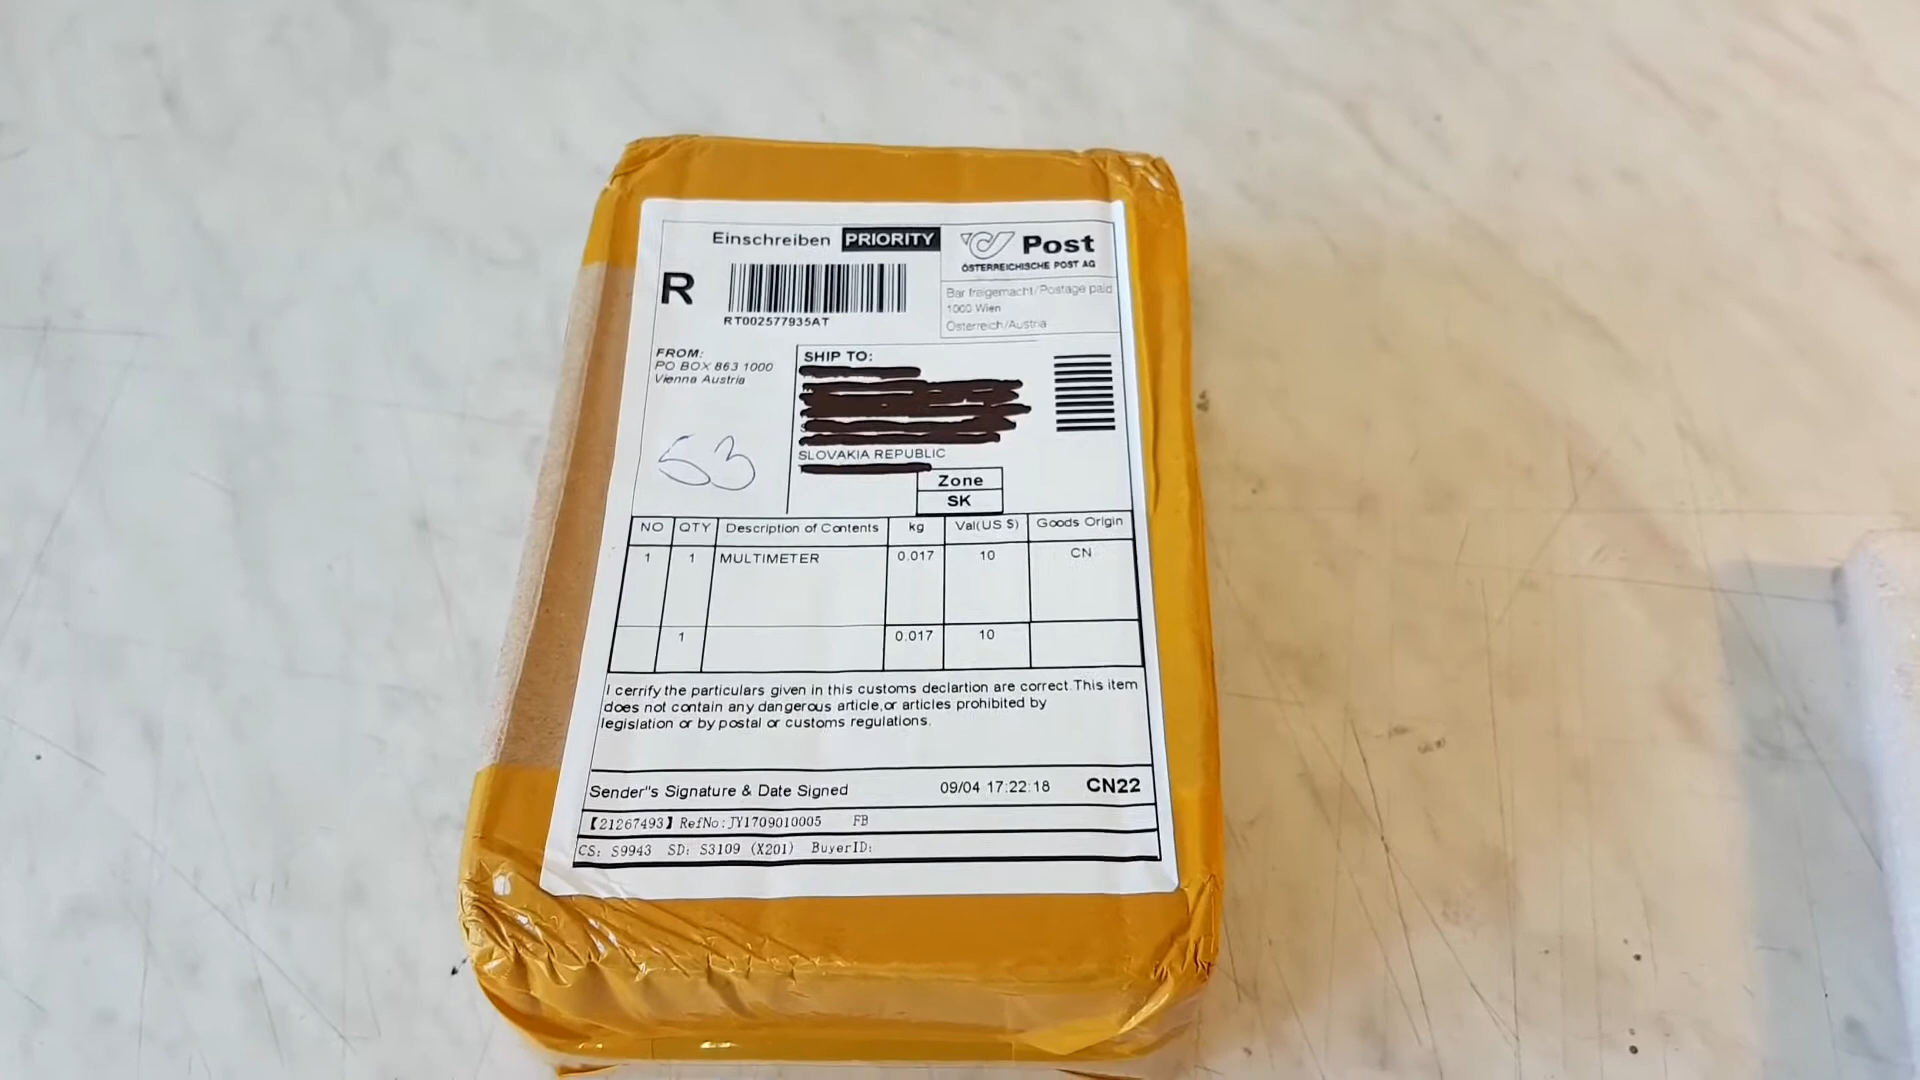 Einschreiben PRIORITY
Post
ÖSTERREICHISCHE POST AG
R
RT002577935AT
Bar freigemacht/Postage paid
1000 Wien
Österreich/Austria
FROM:
PO BOX 863 1000
Vienna Austria
53
SHIP TO:
SLOVAKIA REPUBLIC
Zone
SK
NO QTY Description of Contents kg Val(US $) Goods Origin
1 1 MULTIMETER 0.017 10 CN
1 0.017 10
I cerrify the particulars given in this customs declartion are correct.This item
does not contain any dangerous article,or articles prohibited by
legislation or by postal or customs regulations.
Sender"s Signature & Date Signed 09/04 17:22:18 CN22
【21267493】RefNo:JY1709010005 FB
CS: S9943 SD: S3109 (X201) BuyerID: